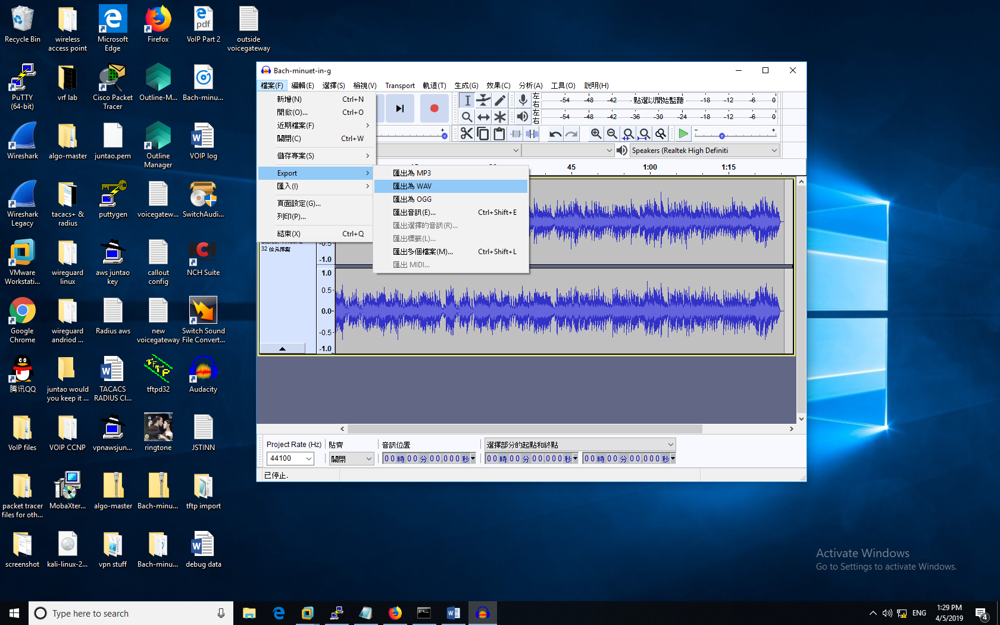 Recycle Bin
wireless
access point
Microsoft
Edge
Firefox
VoIP Part 2
outside
voicegateway
PuTTY
(64-bit)
vrf lab
Cisco Packet
Tracer
Outline-M...
Bach-minu...
Wireshark
algo-master
juntao.pem
Outline
Manager
VOIP log
Wireshark
Legacy
tacacs+ &
radius
puttygen
voicegatew...
SwitchAudi...
VMware
Workstati...
wireguard
linux
aws juntao
key
callout
config
NCH Suite
Google
Chrome
wireguard
andriod ...
Radius aws
new
voicegateway
Switch Sound
File Convert...
腾讯QQ
juntao would
you keep it ...
TACACS
RADIUS Cl...
tftpd32
Audacity
VoIP files
VOIP CCNP
vpnawsjun...
ringtone
JSTINN
packet tracer
files for oth...
MobaXter...
algo-master
Bach-minu...
tftp import
screenshot
kali-linux-2...
vpn stuff
Bach-minu...
debug data
Bach-minuet-in-g
檔案(F) 編輯(E) 選擇(S) 檢視(V) Transport 軌道(T) 生成(G) 效果(C) 分析(A) 工具(O) 說明(H)
新增(N) Ctrl+N
開啟(O)... Ctrl+O
近期檔案(F)
關閉(C) Ctrl+W
儲存專案(S)
Export
匯入(I)
頁面設定(G)...
列印(P)...
結束(X) Ctrl+Q
匯出為 MP3
匯出為 WAV
匯出為 OGG
匯出音訊(E)... Ctrl+Shift+E
匯出選擇的音訊(R)...
匯出標籤(L)...
匯出多個檔案(M)... Ctrl+Shift+L
匯出 MIDI...
左
右
-54 -48 -42 點選以開始監聽 -18 -12 -6 0
左
右
-54 -48 -42 -36 -30 -24 -18 -12 -6 0
Speakers (Realtek High Definiti
45 1:00 1:15
32 位元浮點
-0.5
-1.0
1.0
0.5
0.0
-0.5
-1.0
Project Rate (Hz) 貼齊 音訊位置 選擇部分的起點和終點
44100 關閉 00 時 00 分 00.000 秒 00 時 00 分 00.000 秒 00 時 00 分 00.000 秒
已停止.
Activate Windows
Go to Settings to activate Windows.
Type here to search
ENG
1:29 PM
4/5/2019
4